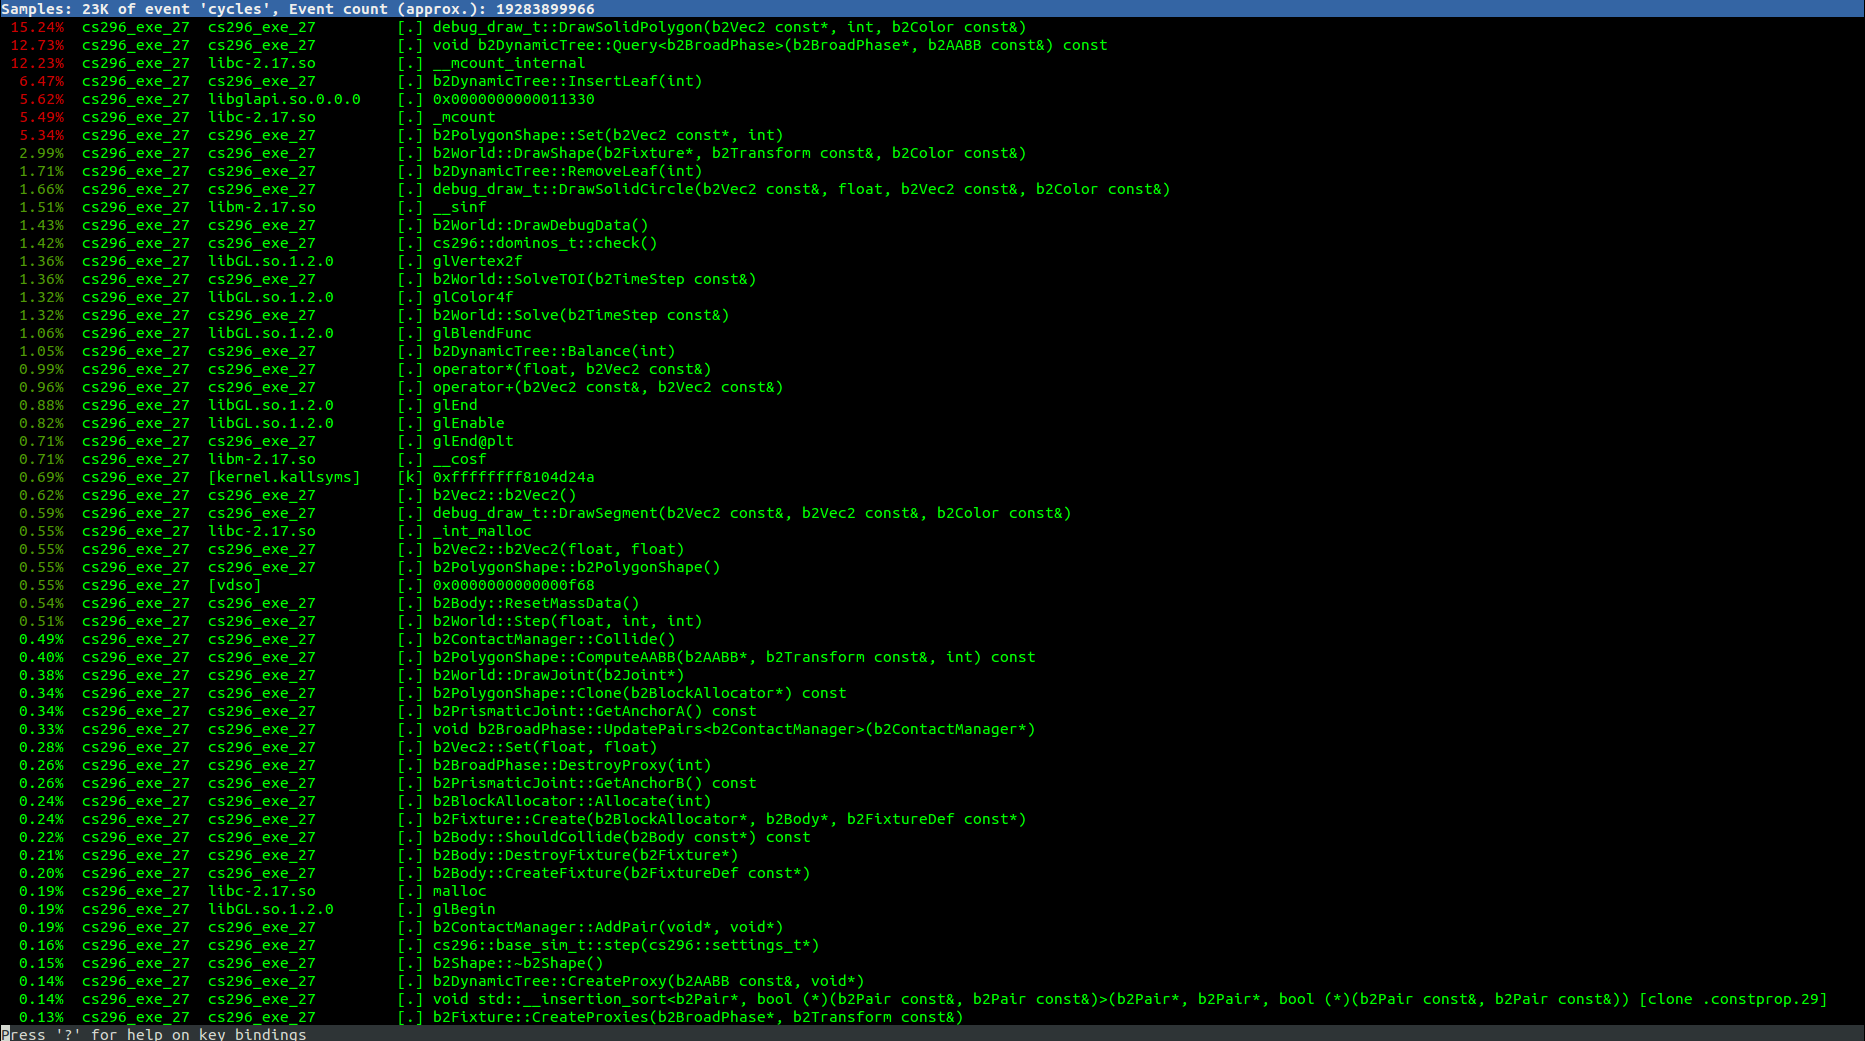 Samples: 23K of event 'cycles', Event count (approx.): 19283899966
15.24% cs296_exe_27 cs296_exe_27 [.] debug_draw_t::DrawSolidPolygon(b2Vec2 const*, int, b2Color const&)
12.73% cs296_exe_27 cs296_exe_27 [.] void b2DynamicTree::Query<b2BroadPhase>(b2BroadPhase*, b2AABB const&) const
12.23% cs296_exe_27 libc-2.17.so [.] __mcount_internal
6.47% cs296_exe_27 cs296_exe_27 [.] b2DynamicTree::InsertLeaf(int)
5.62% cs296_exe_27 libglapi.so.0.0.0 [.] 0x0000000000011330
5.49% cs296_exe_27 libc-2.17.so [.] _mcount
5.34% cs296_exe_27 cs296_exe_27 [.] b2PolygonShape::Set(b2Vec2 const*, int)
2.99% cs296_exe_27 cs296_exe_27 [.] b2World::DrawShape(b2Fixture*, b2Transform const&, b2Color const&)
1.71% cs296_exe_27 cs296_exe_27 [.] b2DynamicTree::RemoveLeaf(int)
1.66% cs296_exe_27 cs296_exe_27 [.] debug_draw_t::DrawSolidCircle(b2Vec2 const&, float, b2Vec2 const&, b2Color const&)
1.51% cs296_exe_27 libm-2.17.so [.] __sinf
1.43% cs296_exe_27 cs296_exe_27 [.] b2World::DrawDebugData()
1.42% cs296_exe_27 cs296_exe_27 [.] cs296::dominos_t::check()
1.36% cs296_exe_27 libGL.so.1.2.0 [.] glVertex2f
1.36% cs296_exe_27 cs296_exe_27 [.] b2World::SolveTOI(b2TimeStep const&)
1.32% cs296_exe_27 libGL.so.1.2.0 [.] glColor4f
1.32% cs296_exe_27 cs296_exe_27 [.] b2World::Solve(b2TimeStep const&)
1.06% cs296_exe_27 libGL.so.1.2.0 [.] glBlendFunc
1.05% cs296_exe_27 cs296_exe_27 [.] b2DynamicTree::Balance(int)
0.99% cs296_exe_27 cs296_exe_27 [.] operator*(float, b2Vec2 const&)
0.96% cs296_exe_27 cs296_exe_27 [.] operator+(b2Vec2 const&, b2Vec2 const&)
0.88% cs296_exe_27 libGL.so.1.2.0 [.] glEnd
0.82% cs296_exe_27 libGL.so.1.2.0 [.] glEnable
0.71% cs296_exe_27 cs296_exe_27 [.] glEnd@plt
0.71% cs296_exe_27 libm-2.17.so [.] __cosf
0.69% cs296_exe_27 [kernel.kallsyms] [k] 0xffffffff8104d24a
0.62% cs296_exe_27 cs296_exe_27 [.] b2Vec2::b2Vec2()
0.59% cs296_exe_27 cs296_exe_27 [.] debug_draw_t::DrawSegment(b2Vec2 const&, b2Vec2 const&, b2Color const&)
0.55% cs296_exe_27 libc-2.17.so [.] _int_malloc
0.55% cs296_exe_27 cs296_exe_27 [.] b2Vec2::b2Vec2(float, float)
0.55% cs296_exe_27 cs296_exe_27 [.] b2PolygonShape::b2PolygonShape()
0.55% cs296_exe_27 [vdso] [.] 0x0000000000000f68
0.54% cs296_exe_27 cs296_exe_27 [.] b2Body::ResetMassData()
0.51% cs296_exe_27 cs296_exe_27 [.] b2World::Step(float, int, int)
0.49% cs296_exe_27 cs296_exe_27 [.] b2ContactManager::Collide()
0.40% cs296_exe_27 cs296_exe_27 [.] b2PolygonShape::ComputeAABB(b2AABB*, b2Transform const&, int) const
0.38% cs296_exe_27 cs296_exe_27 [.] b2World::DrawJoint(b2Joint*)
0.34% cs296_exe_27 cs296_exe_27 [.] b2PolygonShape::Clone(b2BlockAllocator*) const
0.34% cs296_exe_27 cs296_exe_27 [.] b2PrismaticJoint::GetAnchorA() const
0.33% cs296_exe_27 cs296_exe_27 [.] void b2BroadPhase::UpdatePairs<b2ContactManager>(b2ContactManager*)
0.28% cs296_exe_27 cs296_exe_27 [.] b2Vec2::Set(float, float)
0.26% cs296_exe_27 cs296_exe_27 [.] b2BroadPhase::DestroyProxy(int)
0.26% cs296_exe_27 cs296_exe_27 [.] b2PrismaticJoint::GetAnchorB() const
0.24% cs296_exe_27 cs296_exe_27 [.] b2BlockAllocator::Allocate(int)
0.24% cs296_exe_27 cs296_exe_27 [.] b2Fixture::Create(b2BlockAllocator*, b2Body*, b2FixtureDef const*)
0.22% cs296_exe_27 cs296_exe_27 [.] b2Body::ShouldCollide(b2Body const*) const
0.21% cs296_exe_27 cs296_exe_27 [.] b2Body::DestroyFixture(b2Fixture*)
0.20% cs296_exe_27 cs296_exe_27 [.] b2Body::CreateFixture(b2FixtureDef const*)
0.19% cs296_exe_27 libc-2.17.so [.] malloc
0.19% cs296_exe_27 libGL.so.1.2.0 [.] glBegin
0.19% cs296_exe_27 cs296_exe_27 [.] b2ContactManager::AddPair(void*, void*)
0.16% cs296_exe_27 cs296_exe_27 [.] cs296::base_sim_t::step(cs296::settings_t*)
0.15% cs296_exe_27 cs296_exe_27 [.] b2Shape::~b2Shape()
0.14% cs296_exe_27 cs296_exe_27 [.] b2DynamicTree::CreateProxy(b2AABB const&, void*)
0.14% cs296_exe_27 cs296_exe_27 [.] void std::__insertion_sort<b2Pair*, bool (*)(b2Pair const&, b2Pair const&)>(b2Pair*, b2Pair*, bool (*)(b2Pair const&, b2Pair const&)) [clone .constprop.29]
0.13% cs296_exe_27 cs296_exe_27 [.] b2Fixture::CreateProxies(b2BroadPhase*, b2Transform const&)
Press '?' for help on key bindings